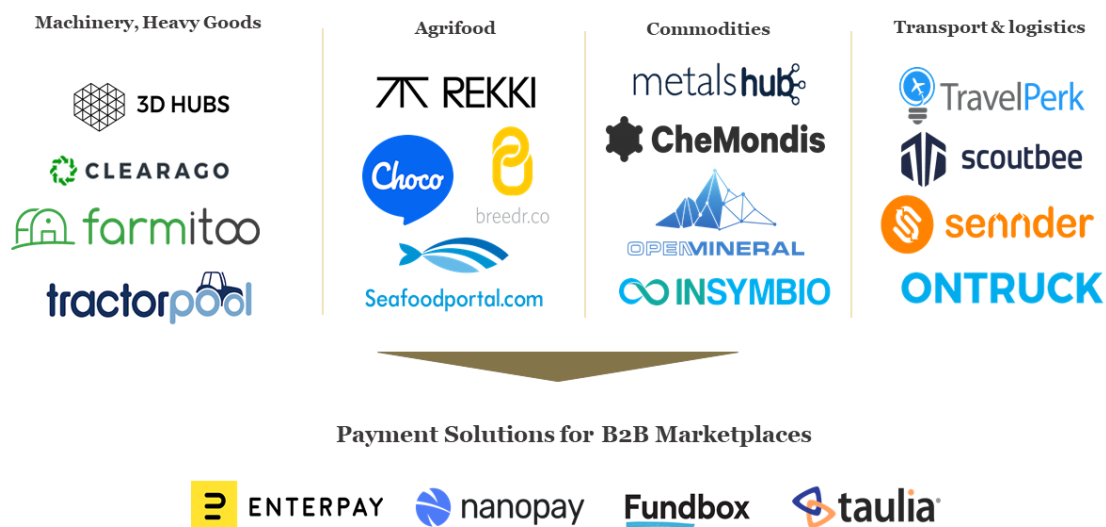 Machinery, Heavy Goods
Agrifood
Commodities
Transport & logistics
3D HUBS
CLEARAGO
farmitoo
tractorpool
REKKI
Choco
breedr.co
Seafoodportal.com
metalshub
CheMondis
OPENMINERAL
INSYMBIO
TravelPerk
scoutbee
sennder
ONTRUCK
Payment Solutions for B2B Marketplaces
ENTERPAY
nanopay
Fundbox
taulia